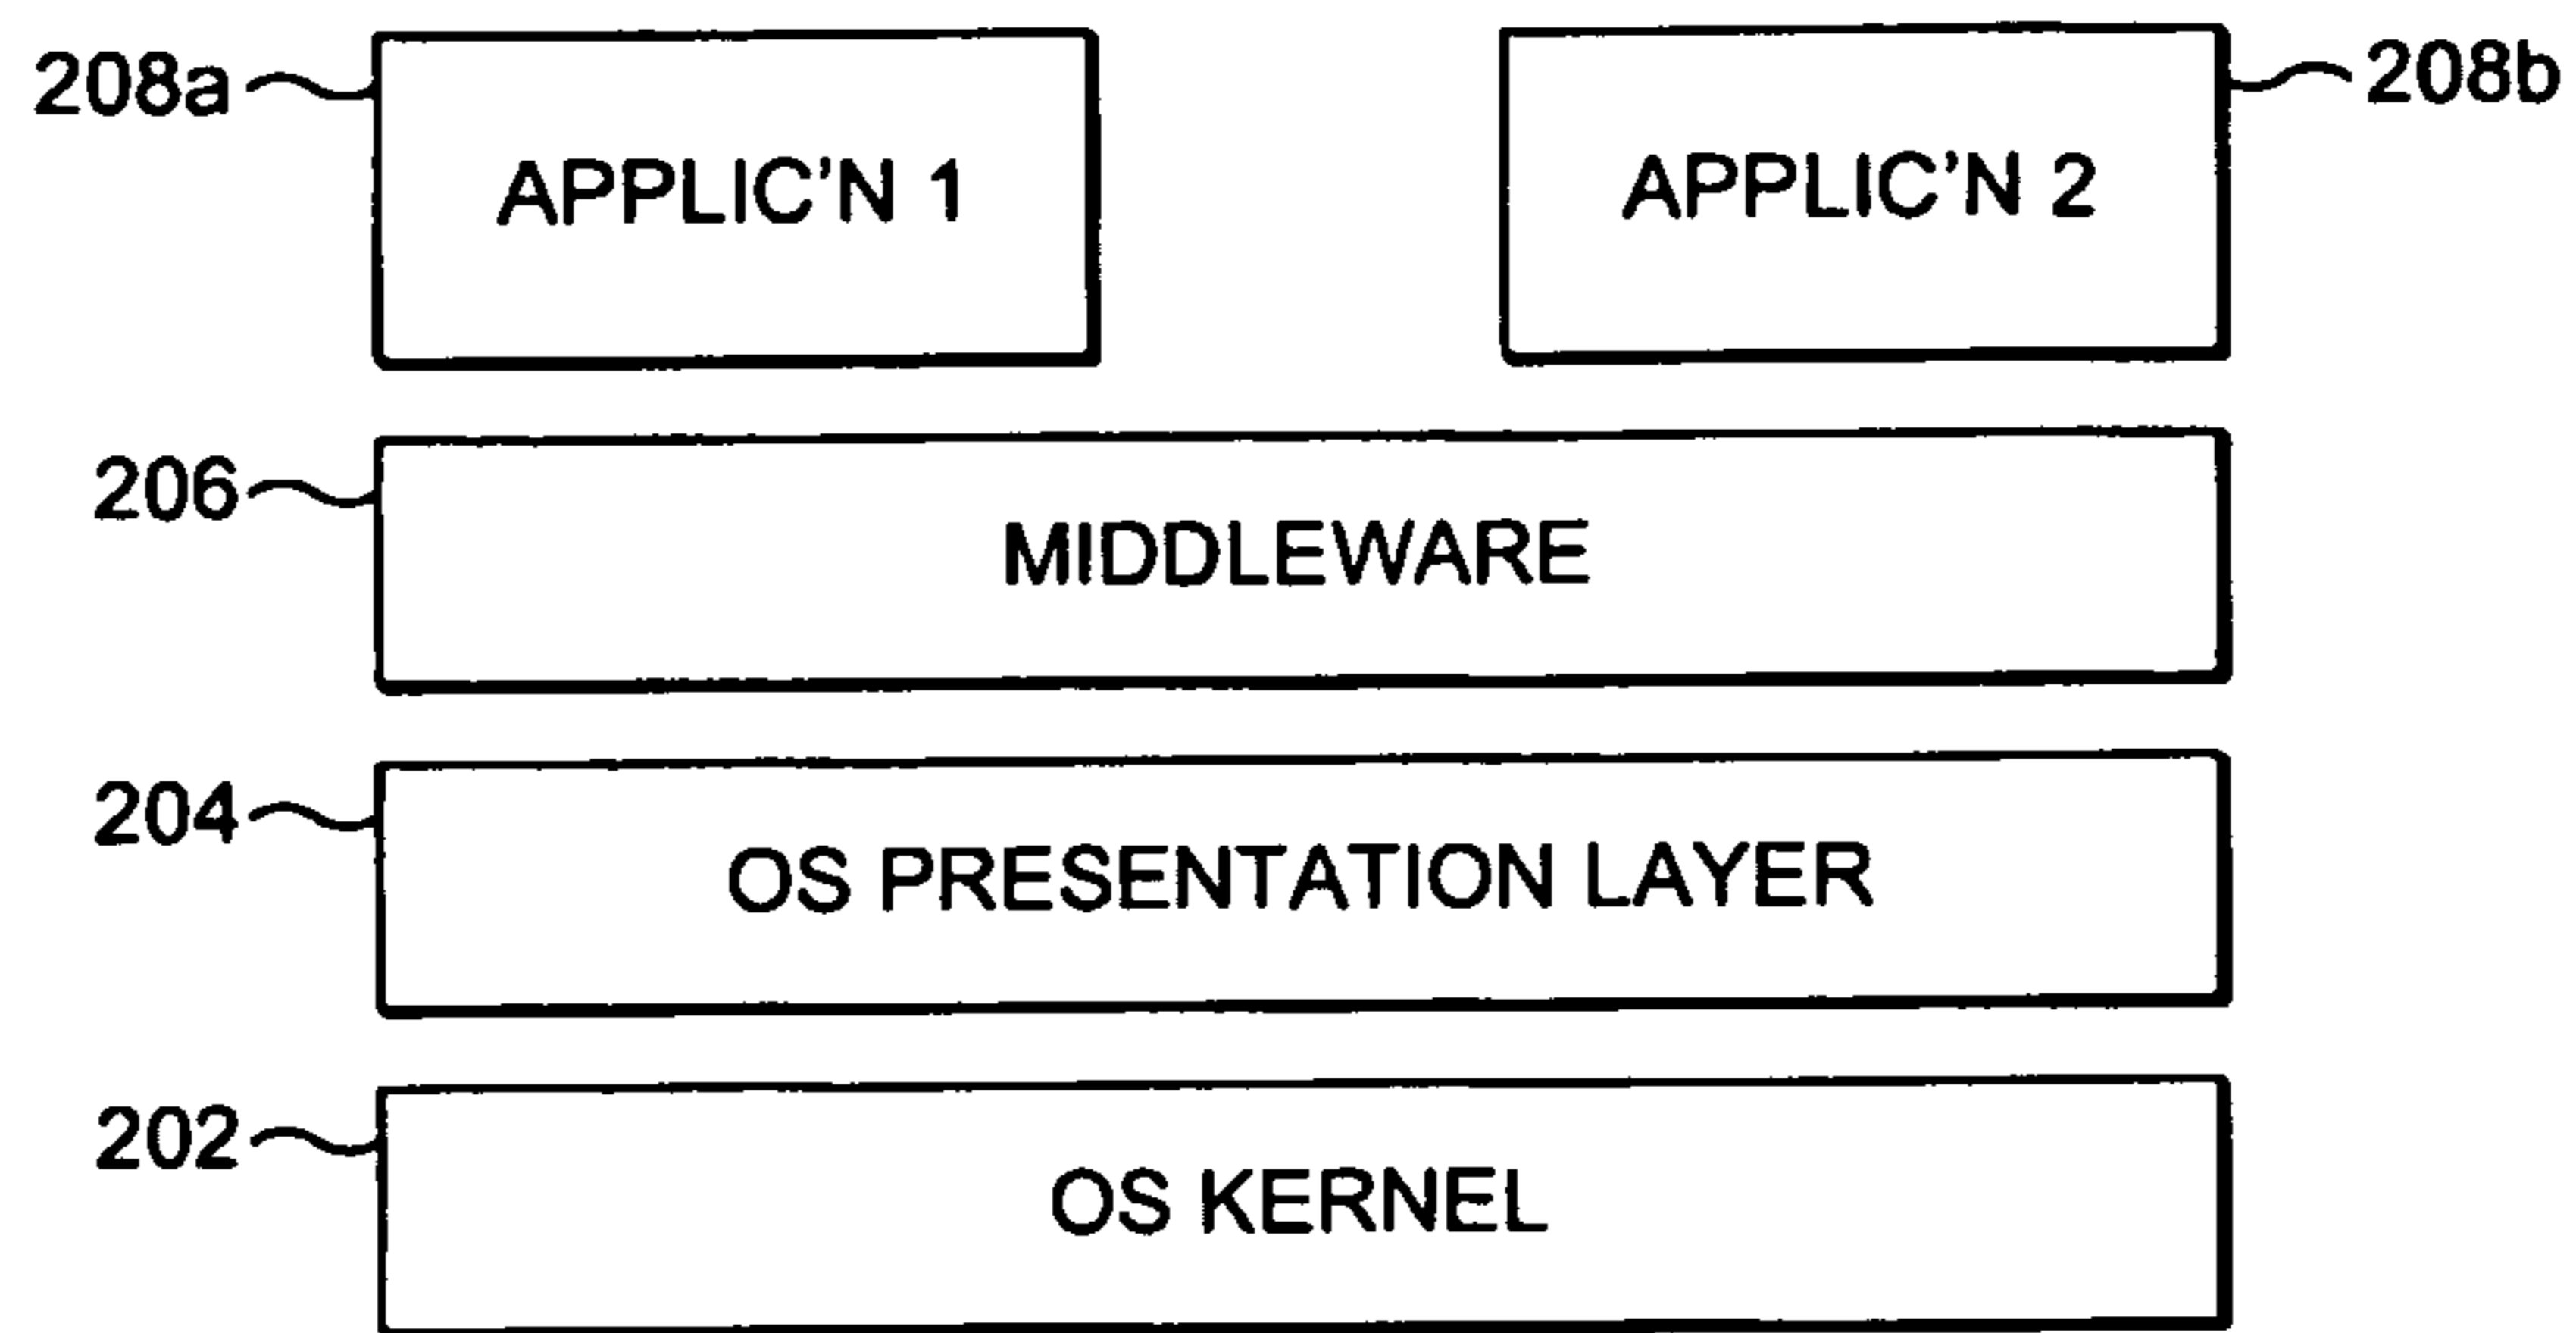 208a
APPLIC'N 1
APPLIC'N 2
208b
206
MIDDLEWARE
204
OS PRESENTATION LAYER
202
OS KERNEL